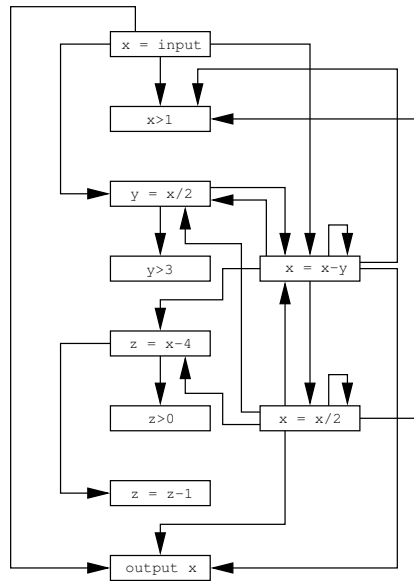 x = input
x>1
y = x/2
y>3
x = x-y
z = x-4
z>0
x = x/2
z = z-1
output x